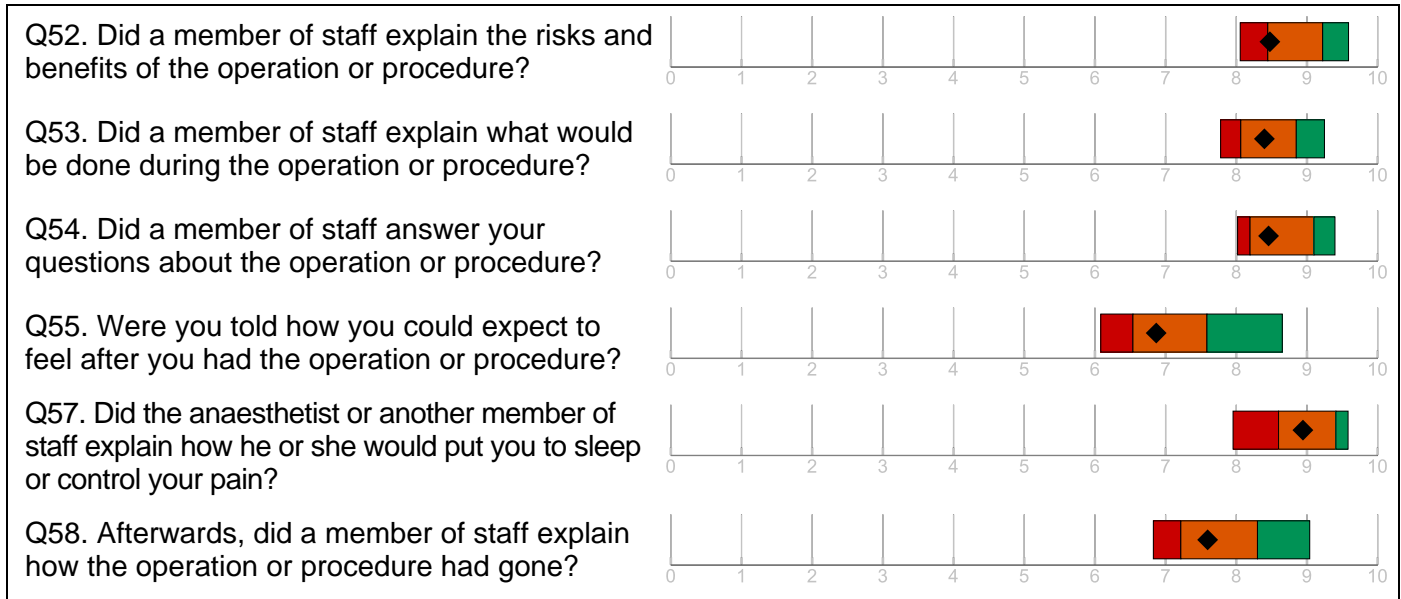 Q52. Did a member of staff explain the risks and
benefits of the operation or procedure?
0 1 2 3 4 5 6 7 8 9 10
Q53. Did a member of staff explain what would
be done during the operation or procedure?
0 1 2 3 4 5 6 7 8 9 10
Q54. Did a member of staff answer your
questions about the operation or procedure?
0 1 2 3 4 5 6 7 8 9 10
Q55. Were you told how you could expect to
feel after you had the operation or procedure?
0 1 2 3 4 5 6 7 8 9 10
Q57. Did the anaesthetist or another member of
staff explain how he or she would put you to sleep
or control your pain?
0 1 2 3 4 5 6 7 8 9 10
Q58. Afterwards, did a member of staff explain
how the operation or procedure had gone?
0 1 2 3 4 5 6 7 8 9 10